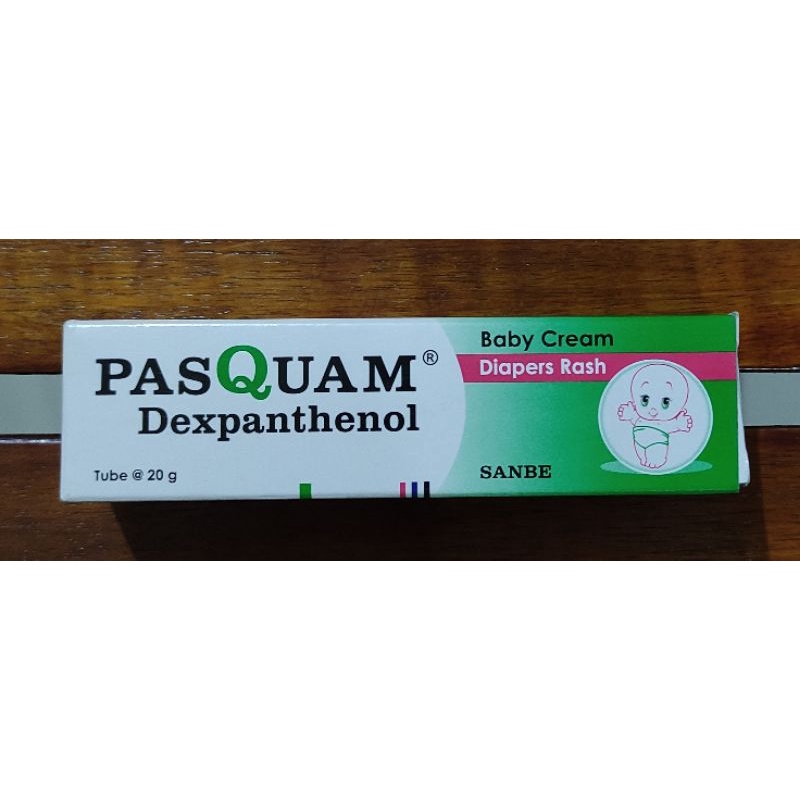 PASQUAM®
Dexpanthenol
Tube @ 20 g
Baby Cream
Diapers Rash
SANBE